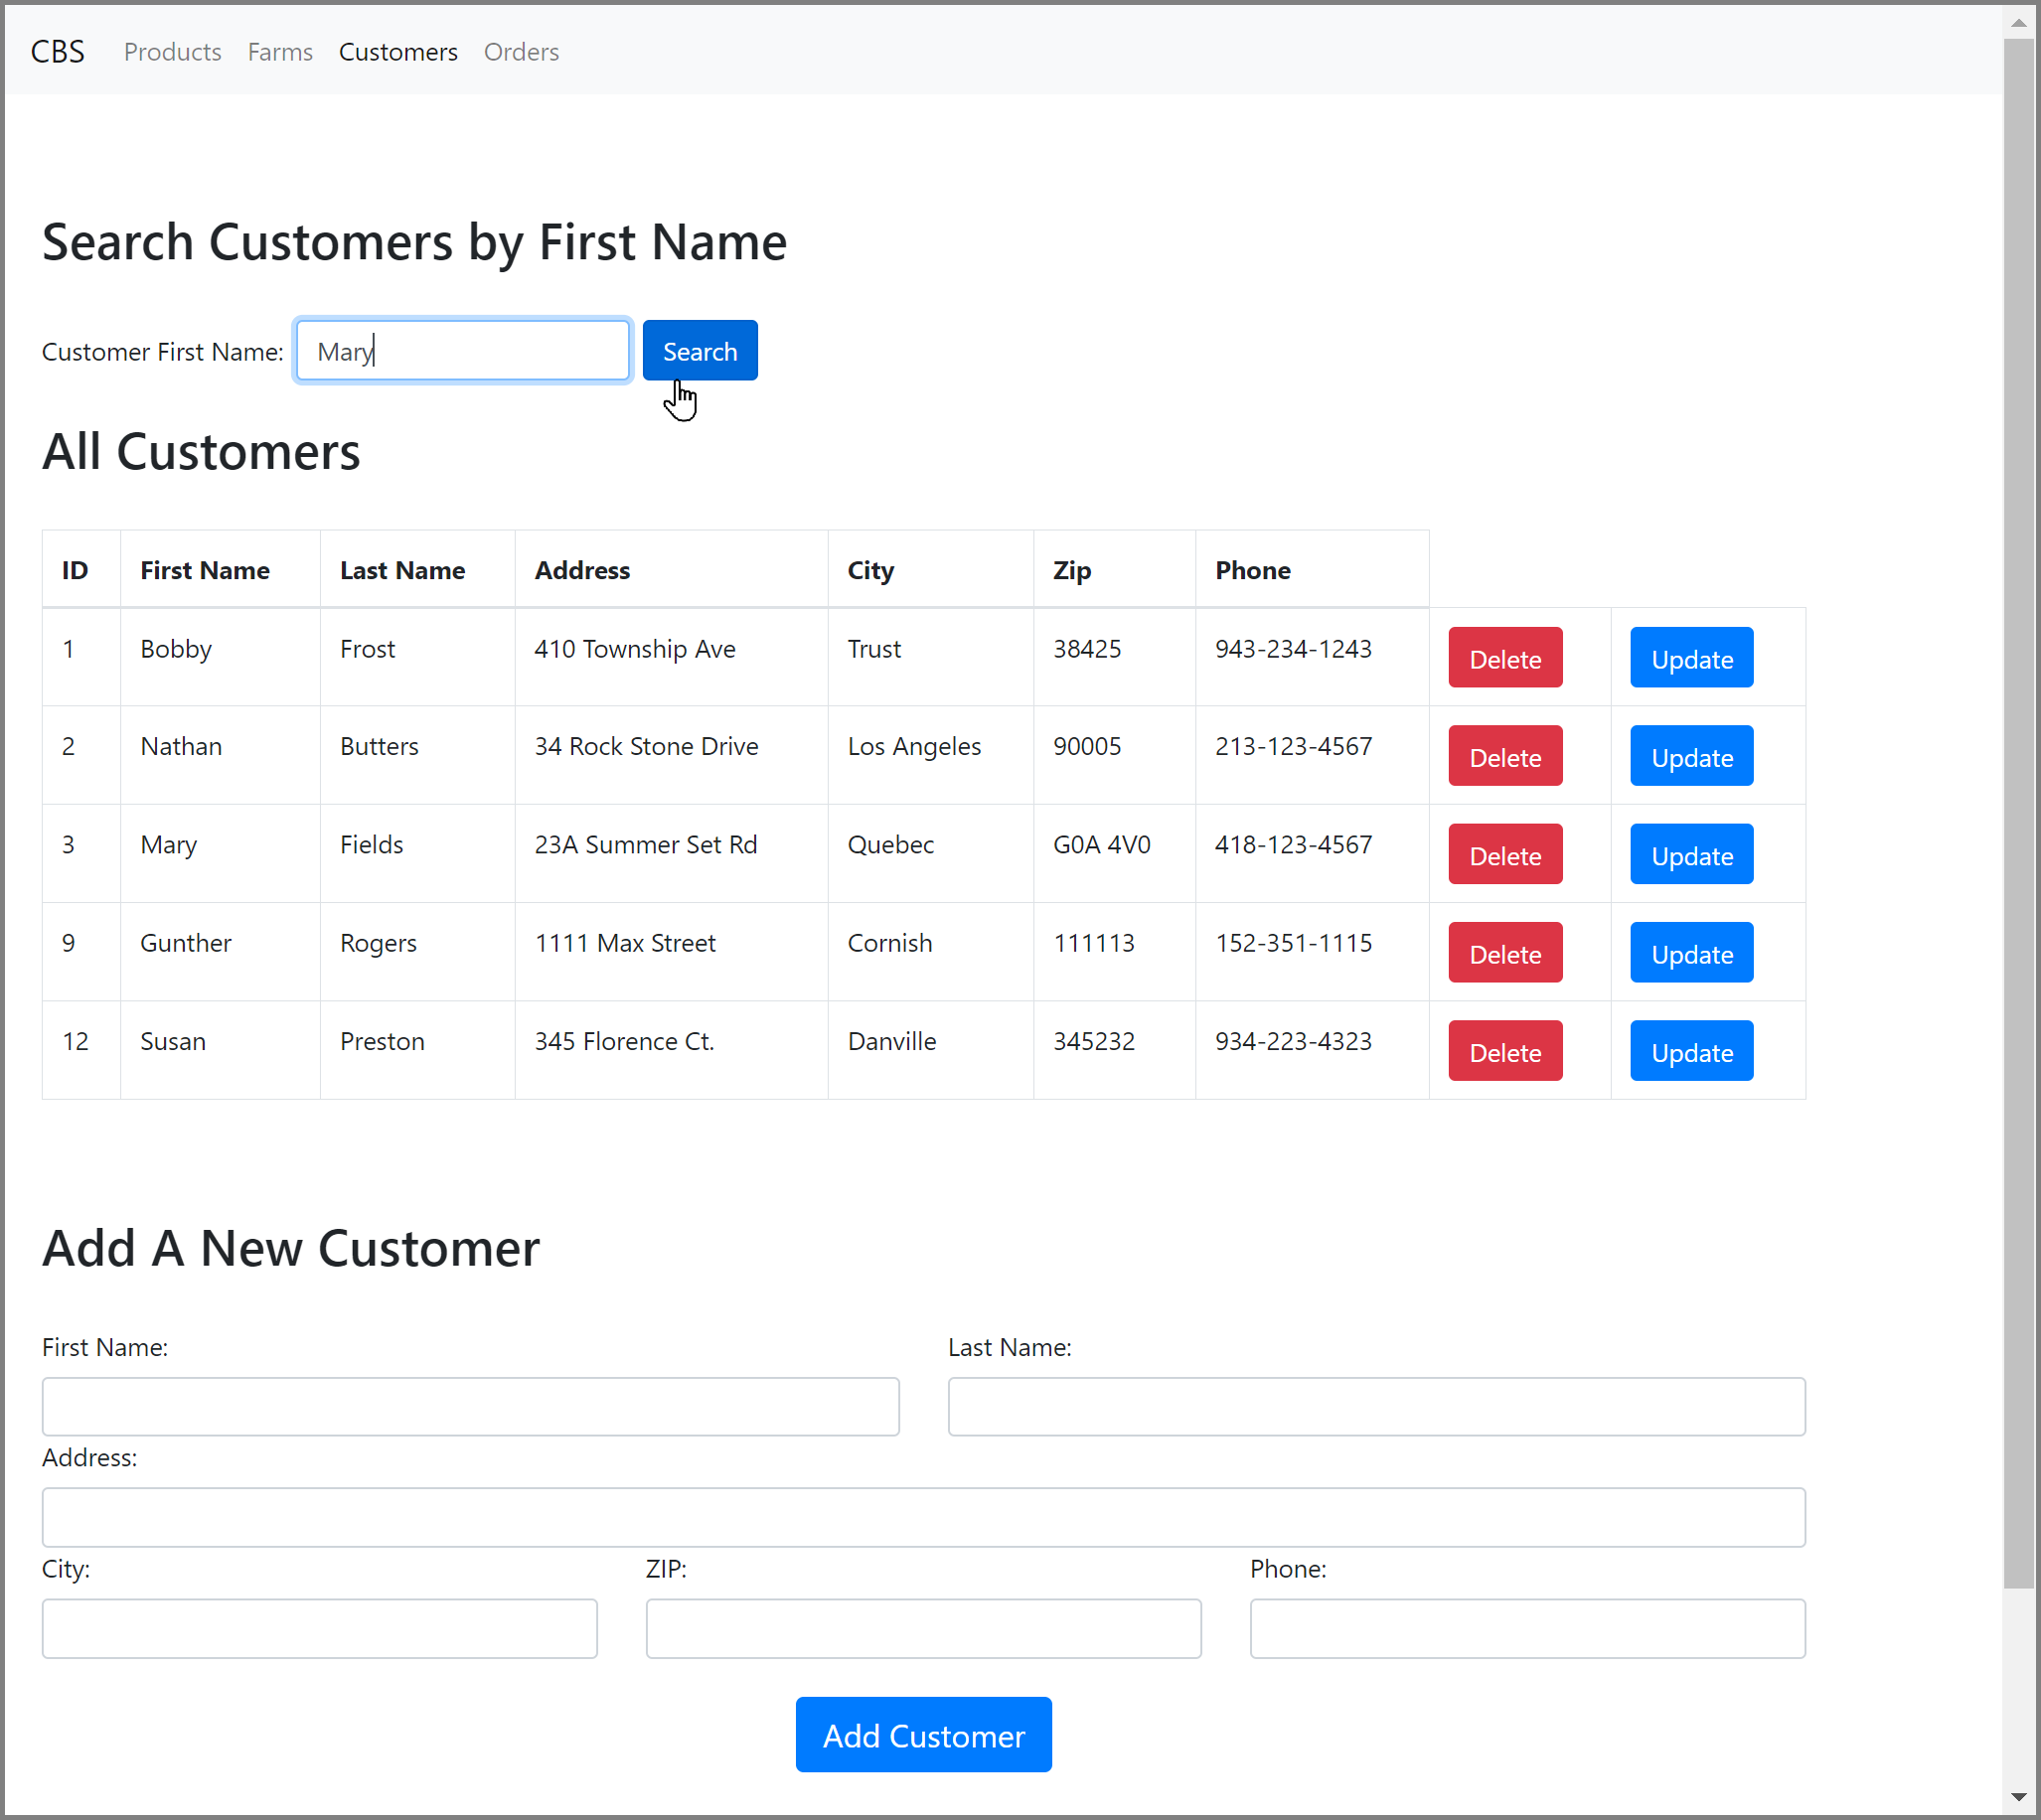 CBS Products Farms Customers Orders
Search Customers by First Name
Customer First Name: Mary Search
All Customers
ID First Name Last Name Address City Zip Phone
1 Bobby Frost 410 Township Ave Trust 38425 943-234-1243 Delete Update
2 Nathan Butters 34 Rock Stone Drive Los Angeles 90005 213-123-4567 Delete Update
3 Mary Fields 23A Summer Set Rd Quebec G0A 4V0 418-123-4567 Delete Update
9 Gunther Rogers 1111 Max Street Cornish 111113 152-351-1115 Delete Update
12 Susan Preston 345 Florence Ct. Danville 345232 934-223-4323 Delete Update
Add A New Customer
First Name: Last Name:
Address:
City: ZIP: Phone:
Add Customer